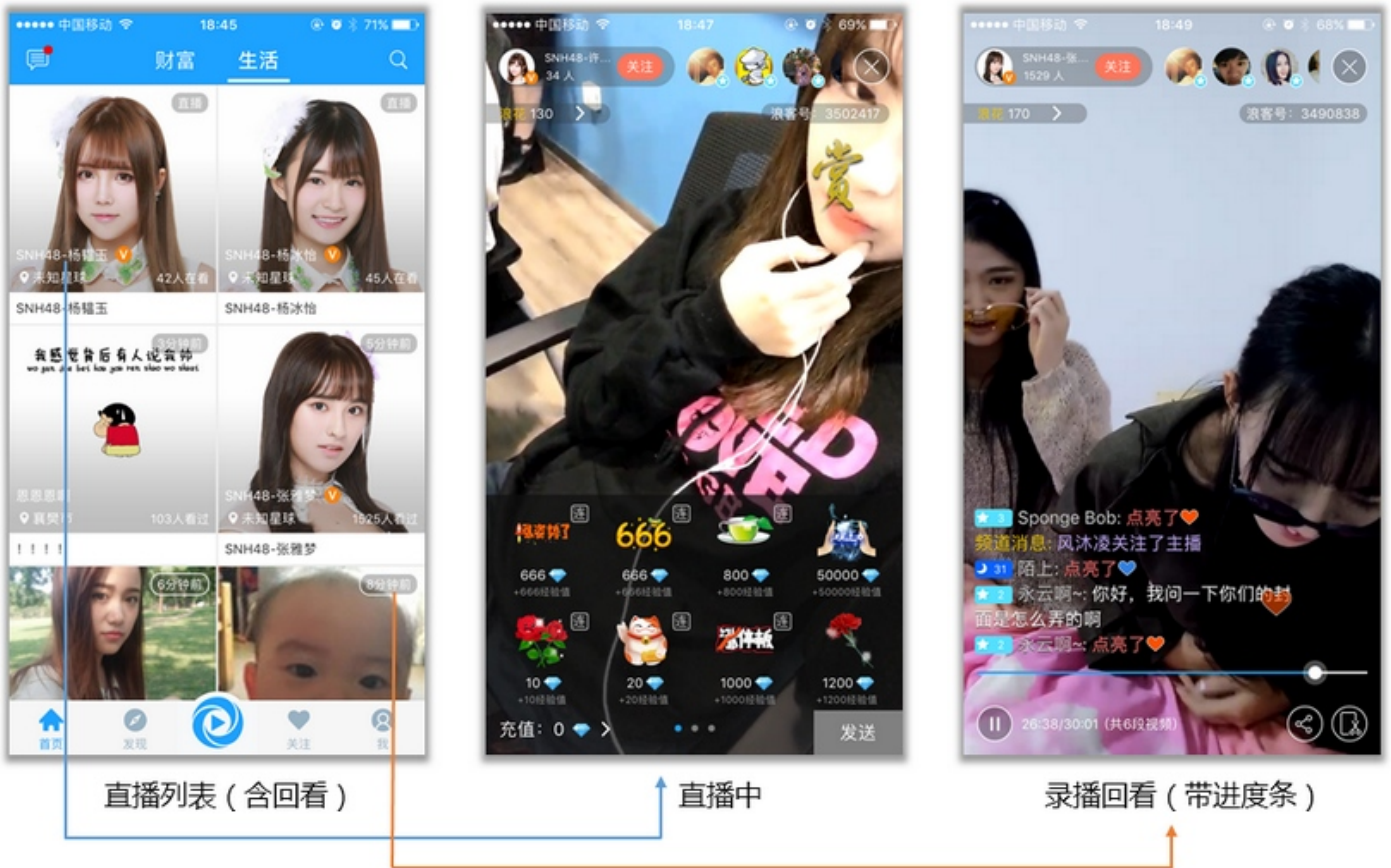 中国移动 18:45 71%
财富 生活
直播 直播
SNH48-杨韫玉 SNH48-杨冰怡
未知星球 42人在看 未知星球 45人在看
SNH48-杨韫玉 SNH48-杨冰怡
3分钟前 5分钟前
我感觉背后有人说我帅
恩恩恩啊 SNH48-张雅梦
襄樊市 103人看过 未知星球 1525人看过
！！！！ SNH48-张雅梦
6分钟前 8分钟前
首页 发现 关注 我
直播列表（含回看）
中国移动 18:47 69%
SNH48-许...
34 人
关注
浪花 130 浪客号：3502417
赏
连 连 连
666 666 800 50000
+666经验值 +666经验值 +800经验值 +50000经验值
连 连 连
10 20 1000 1200
+10经验值 +20经验值 +1000经验值 +1200经验值
充值：0 发送
直播中
中国移动 18:49 68%
SNH48-张...
1529 人
关注
浪花 170 浪客号：3490838
3 Sponge Bob: 点亮了
频道消息: 风沐凌关注了主播
31 陌上: 点亮了
2 永云啊~: 你好，我问一下你们的封
面是怎么弄的啊
2 永云啊~: 点亮了
26:38/30:01 (共6段视频)
录播回看（带进度条）